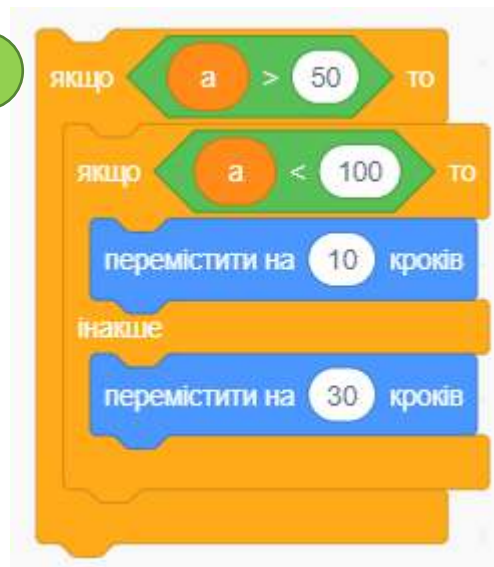 якщо a > 50 то
якщо a < 100 то
перемістити на 10 кроків
інакше
перемістити на 30 кроків